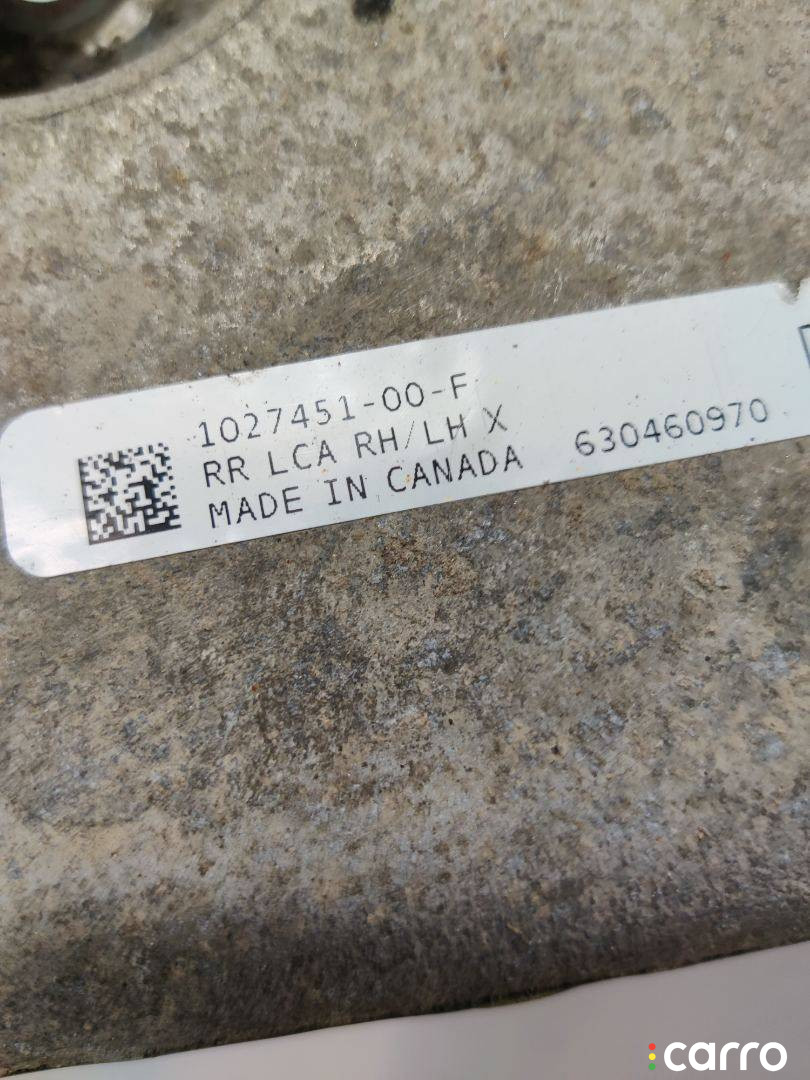 1027451-00-F
RR LCA RH/LH X
MADE IN CANADA 630460970
carro